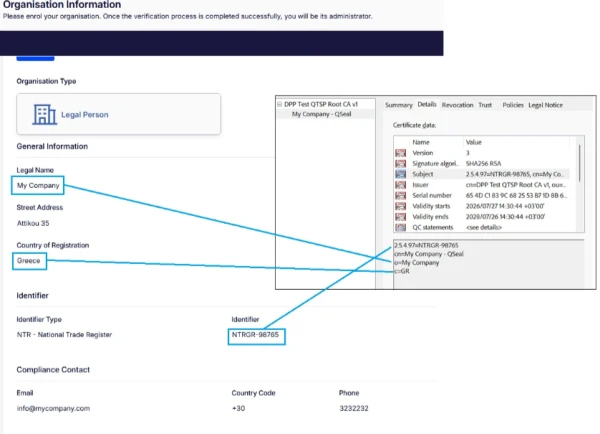 Organisation Information
Please enrol your organisation. Once the verification process is completed successfully, you will be its administrator.
Organisation Type
Legal Person
General Information
Legal Name
My Company
Street Address
Attikou 35
Country of Registration
Greece
Identifier
Identifier Type
Identifier
NTR - National Trade Register
NTRGR-98765
Compliance Contact
Email
Country Code
Phone
info@mycompany.com
+30
3232232
DPP Test QTSP Root CA v1
My Company - QSeal
Summary Details Revocation Trust Policies Legal Notice
Certificate data:
Name Value
Version 3
Signature algori.. SHA256 RSA
Subject 2.5.4.97=NTRGR-98765, cn=My Co..
Issuer cn=DPP Test QTSP Root CA v1, ou=..
Serial number 65 4D C1 83 9C 68 25 53 B7 1D 8B 6..
Validity starts 2026/07/27 14:30:44 +03'00'
Validity ends 2028/07/26 14:30:44 +03'00'
QC statements <see details>
2.5.4.97=NTRGR-98765
cn=My Company - QSeal
o=My Company
c=GR